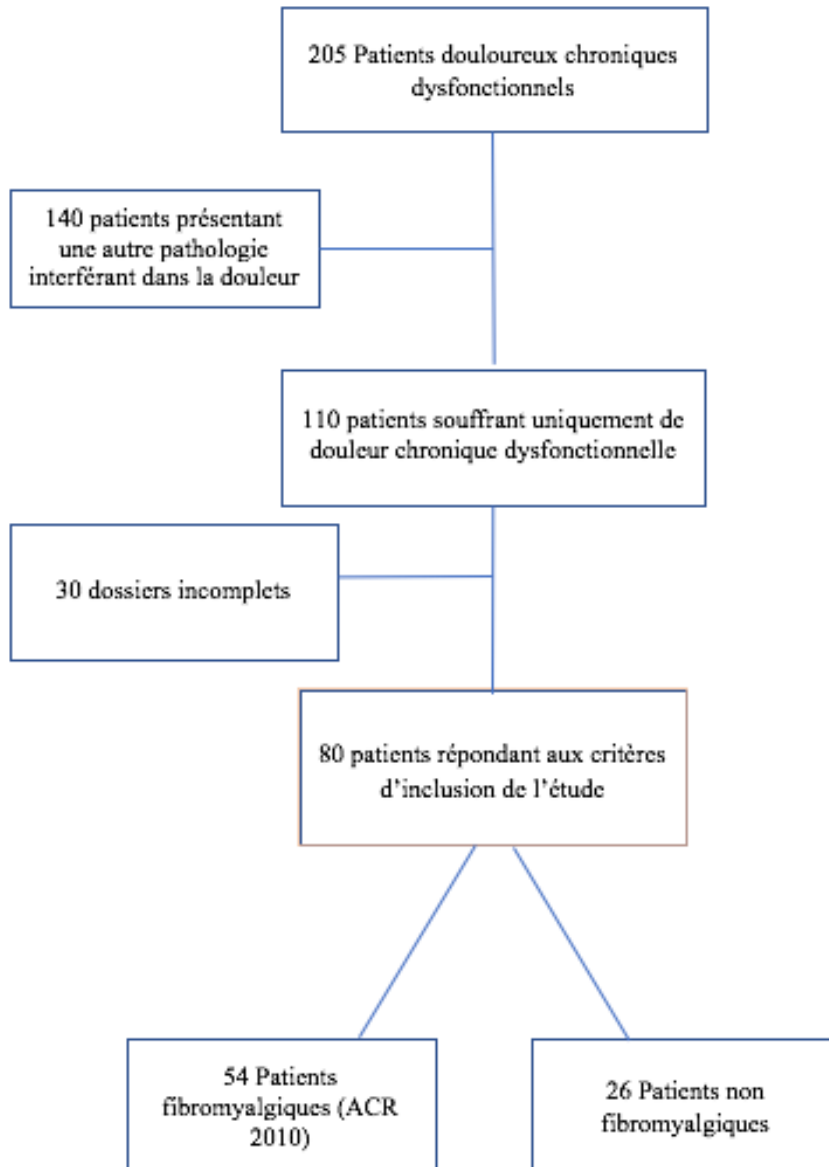 205 Patients douloureux chroniques
dysfonctionnels
140 patients présentant
une autre pathologie
interférant dans la douleur
110 patients souffrant uniquement de
douleur chronique dysfonctionnelle
30 dossiers incomplets
80 patients répondant aux critères
d’inclusion de l’étude
54 Patients
fibromyalgiques (ACR
2010)
26 Patients non
fibromyalgiques